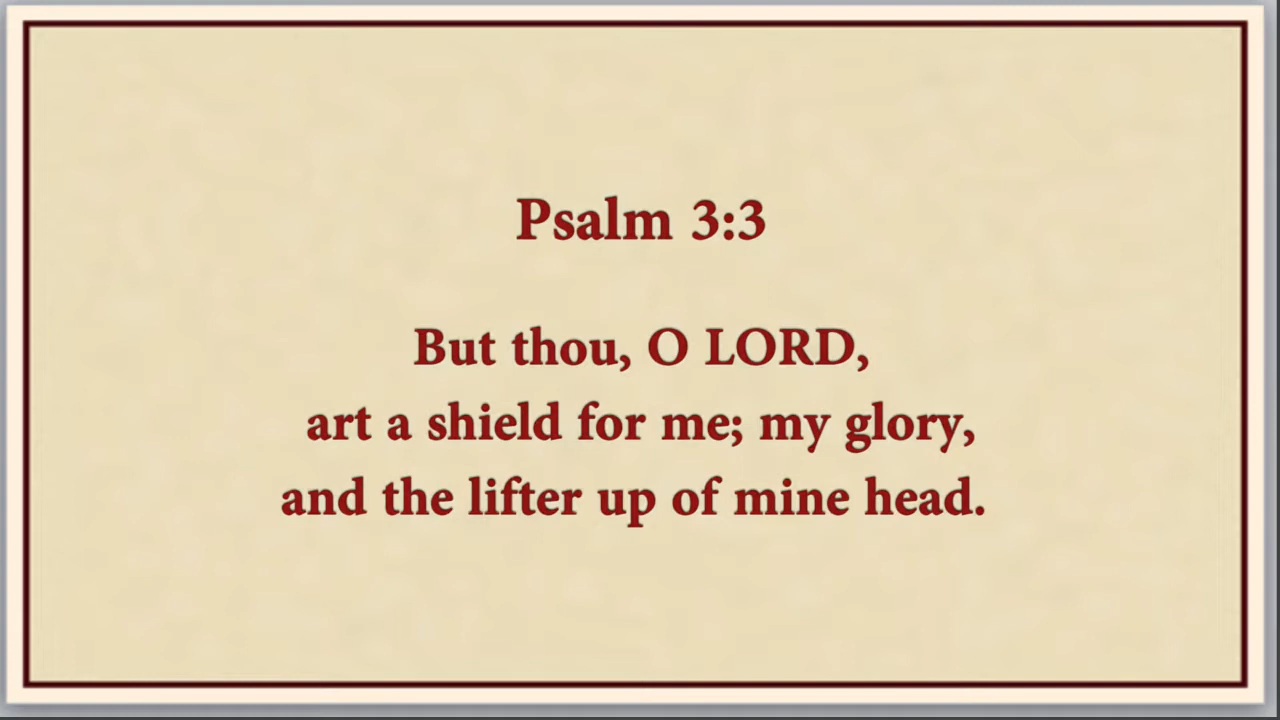 Psalm 3:3
But thou, O LORD,
art a shield for me; my glory,
and the lifter up of mine head.